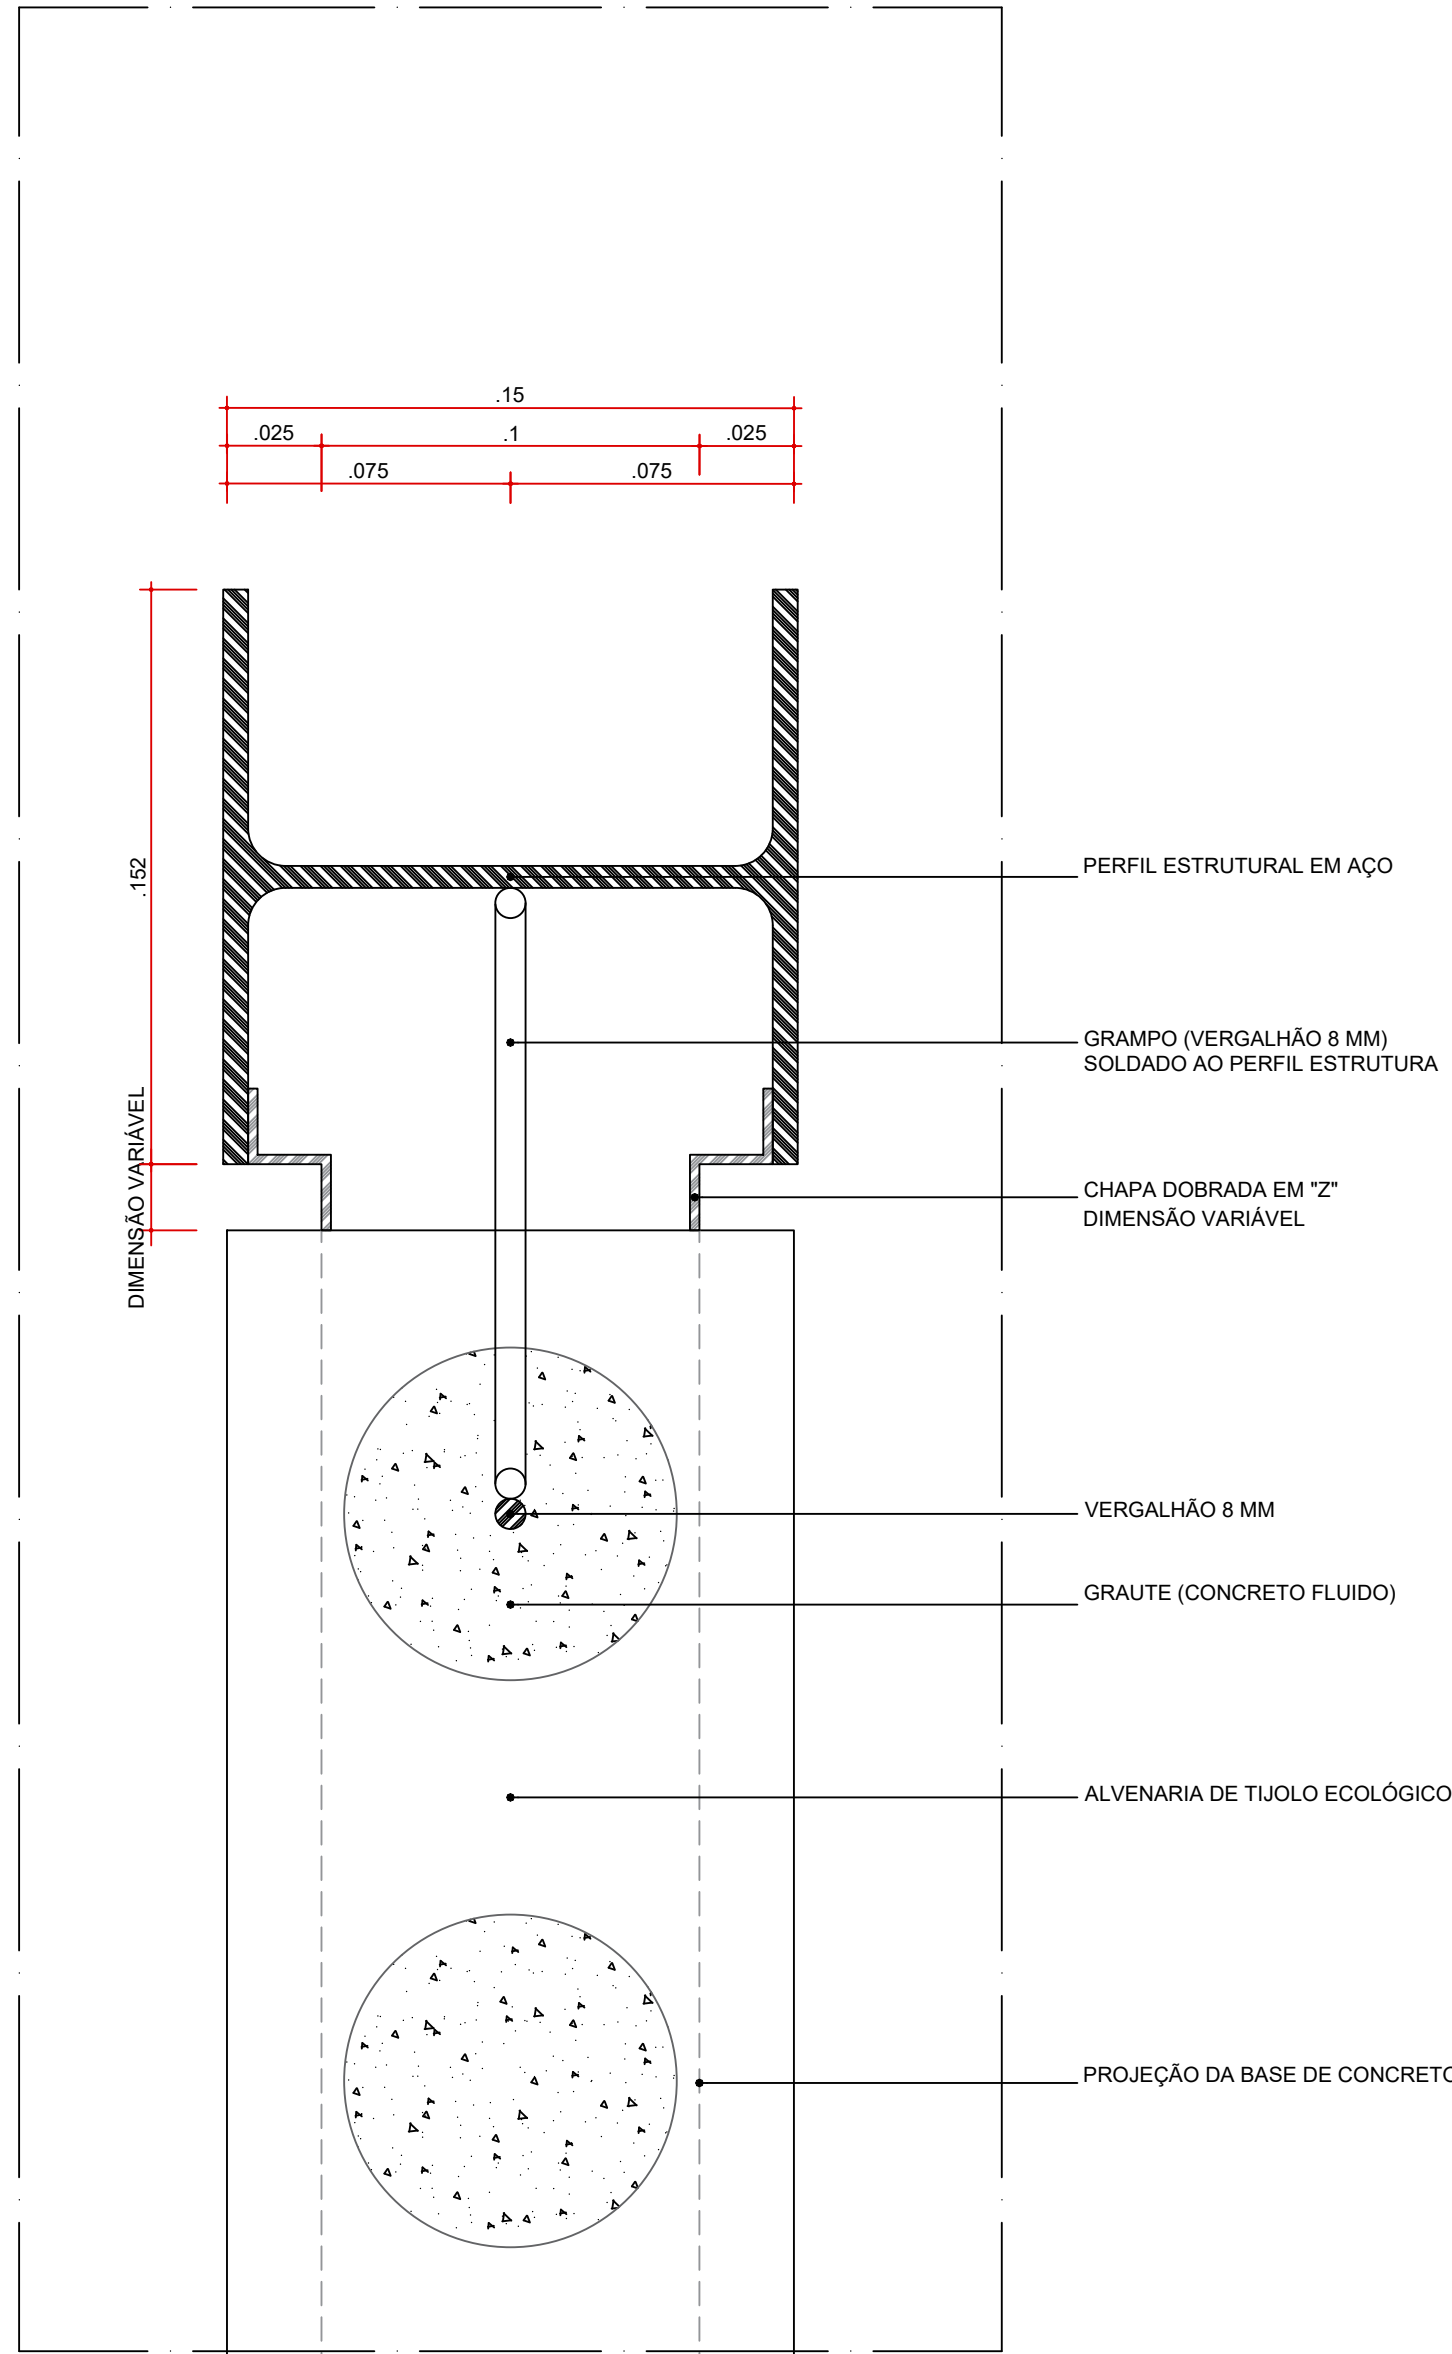 .15
.025
.1
.025
.075
.075
.152
DIMENSÃO VARIÁVEL
PERFIL ESTRUTURAL EM AÇO
GRAMPO (VERGALHÃO 8 MM)
SOLDADO AO PERFIL ESTRUTURA
CHAPA DOBRADA EM "Z"
DIMENSÃO VARIÁVEL
VERGALHÃO 8 MM
GRAUTE (CONCRETO FLUIDO)
ALVENARIA DE TIJOLO ECOLÓGICO
PROJEÇÃO DA BASE DE CONCRETO